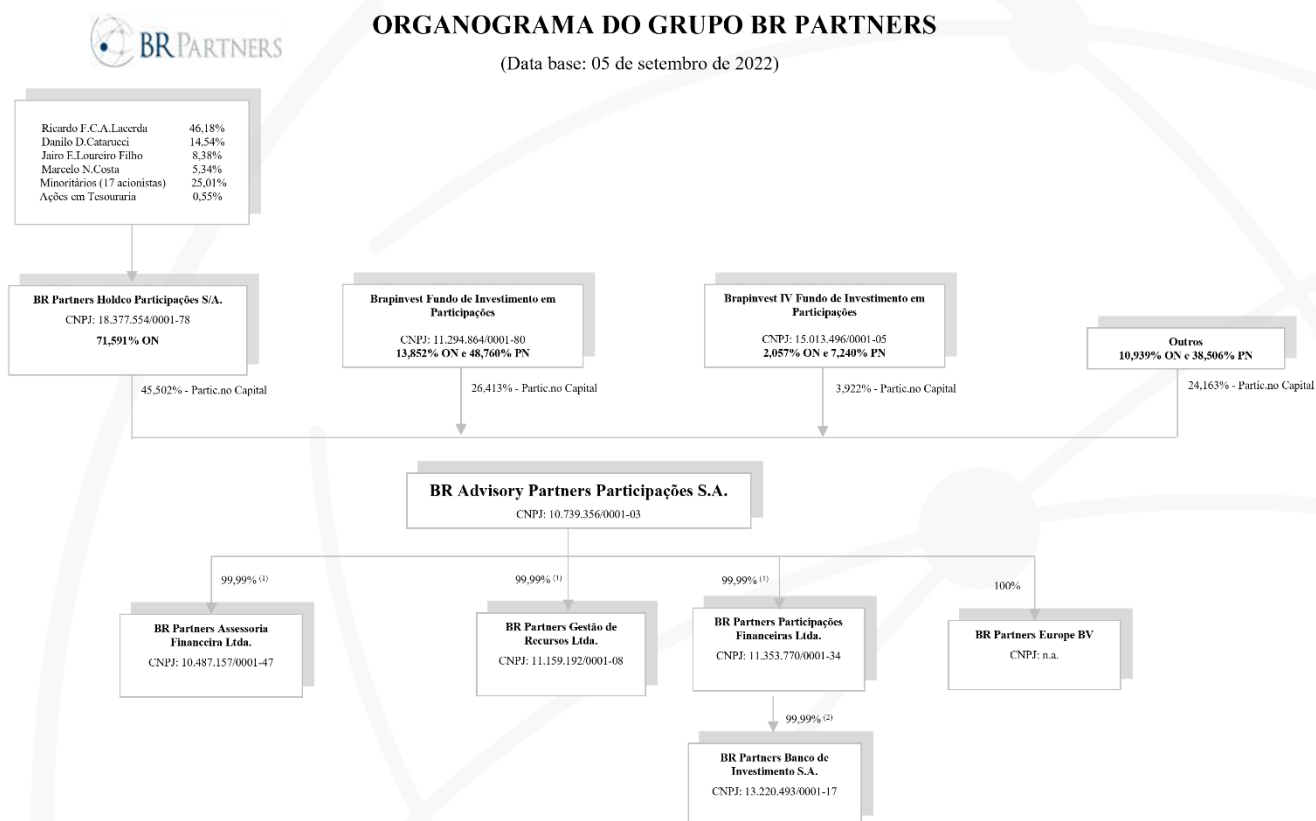 BR PARTNERS
ORGANOGRAMA DO GRUPO BR PARTNERS
(Data base: 05 de setembro de 2022)
Ricardo F.C.A.Lacerda 46,18%
Danilo D.Catarucci 14,54%
Jairo E.Loureiro Filho 8,38%
Marcelo N.Costa 5,34%
Minoritários (17 acionistas) 25,01%
Ações em Tesouraria 0,55%
BR Partners Holdco Participações S/A.
CNPJ: 18.377.554/0001-78
71,591% ON
45,502% - Partic.no Capital
Brapinvest Fundo de Investimento em
Participações
CNPJ: 11.294.864/0001-80
13,852% ON e 48,760% PN
26,413% - Partic.no Capital
Brapinvest IV Fundo de Investimento em
Participações
CNPJ: 15.013.496/0001-05
2,057% ON e 7,240% PN
3,922% - Partic.no Capital
Outros
10,939% ON e 38,506% PN
24,163% - Partic.no Capital
BR Advisory Partners Participações S.A.
CNPJ: 10.739.356/0001-03
99,99% (1)
BR Partners Assessoria
Financeira Ltda.
CNPJ: 10.487.157/0001-47
99,99% (1)
BR Partners Gestão de
Recursos Ltda.
CNPJ: 11.159.192/0001-08
99,99% (1)
BR Partners Participações
Financeiras Ltda.
CNPJ: 11.353.770/0001-34
100%
BR Partners Europe BV
CNPJ: n.a.
99,99% (2)
BR Partners Banco de
Investimento S.A.
CNPJ: 13.220.493/0001-17